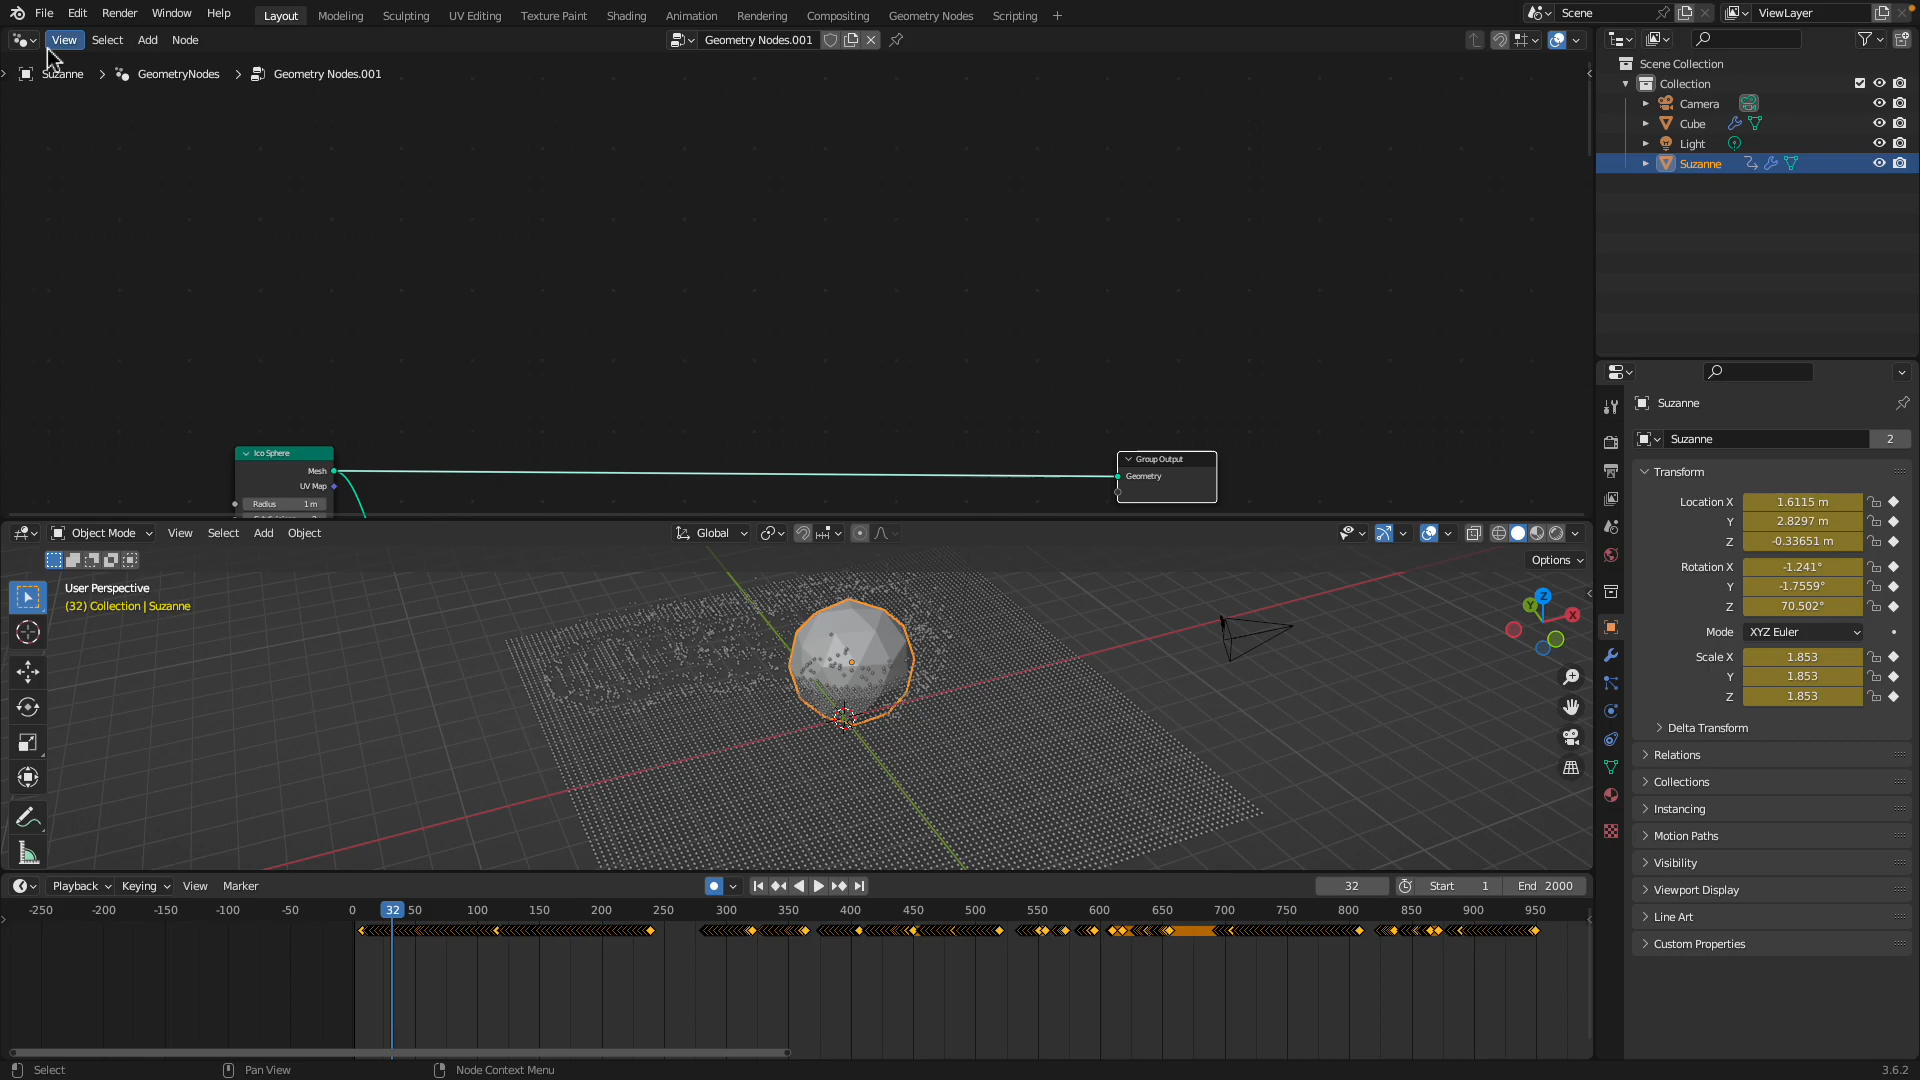 File Edit Render Window Help Layout Modeling Sculpting UV Editing Texture Paint Shading Animation Rendering Compositing Geometry Nodes Scripting + Scene ViewLayer
View Select Add Node Geometry Nodes.001
Suzanne GeometryNodes Geometry Nodes.001
Scene Collection
Collection
Camera
Cube
Light
Suzanne
Ico Sphere
Mesh
UV Map
Radius 1 m
Group Output
Geometry
Suzanne
Suzanne 2
Transform
Location X 1.6115 m
Y 2.8297 m
Z -0.33651 m
Rotation X -1.241°
Y -1.7559°
Z 70.502°
Mode XYZ Euler
Scale X 1.853
Y 1.853
Z 1.853
Delta Transform
Relations
Collections
Instancing
Motion Paths
Visibility
Viewport Display
Line Art
Custom Properties
Object Mode View Select Add Object Global
Options
User Perspective
(32) Collection | Suzanne
Z
Y
X
Playback Keying View Marker 32 Start 1 End 2000
-250 -200 -150 -100 -50 0 32 50 100 150 200 250 300 350 400 450 500 550 600 650 700 750 800 850 900 950
Select Pan View Node Context Menu 3.6.2